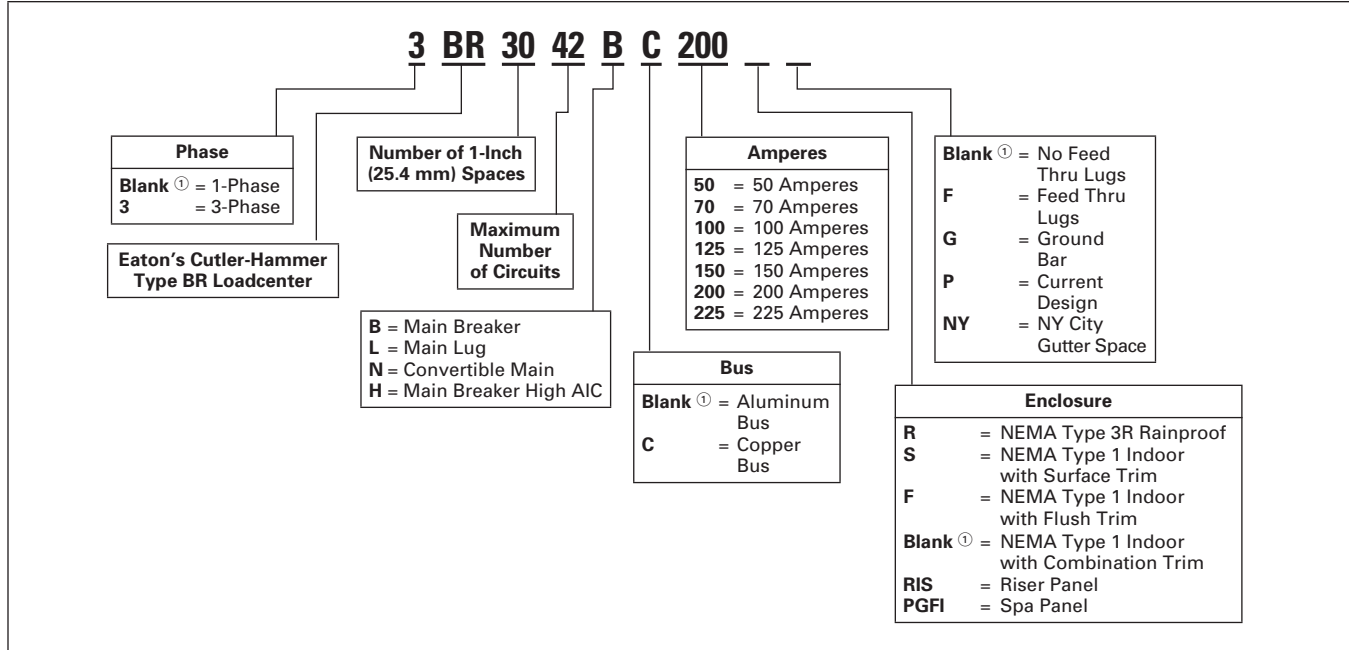 3 BR 30 42 B C 200 _ _
Phase
Blank ① = 1-Phase
3 = 3-Phase
Eaton's Cutler-Hammer
Type BR Loadcenter
Number of 1-Inch
(25.4 mm) Spaces
Maximum
Number
of Circuits
B = Main Breaker
L = Main Lug
N = Convertible Main
H = Main Breaker High AIC
Bus
Blank ① = Aluminum
Bus
C = Copper
Bus
Amperes
50 = 50 Amperes
70 = 70 Amperes
100 = 100 Amperes
125 = 125 Amperes
150 = 150 Amperes
200 = 200 Amperes
225 = 225 Amperes
Blank ① = No Feed
Thru Lugs
F = Feed Thru
Lugs
G = Ground
Bar
P = Current
Design
NY = NY City
Gutter Space
Enclosure
R = NEMA Type 3R Rainproof
S = NEMA Type 1 Indoor
with Surface Trim
F = NEMA Type 1 Indoor
with Flush Trim
Blank ① = NEMA Type 1 Indoor
with Combination Trim
RIS = Riser Panel
PGFI = Spa Panel